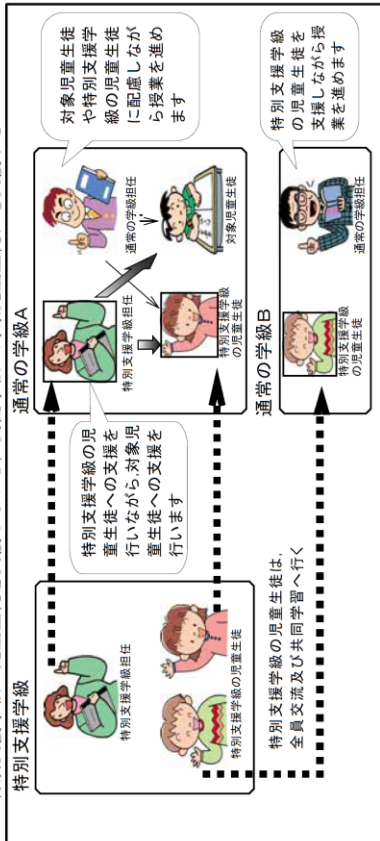 特別支援学級
特別支援学級担任
特別支援学級の児童生徒
特別支援学級の児童生徒は,
全員交流及び共同学習へ行く
通常の学級A
特別支援学級の児
童生徒への支援を
行いながら,対象児
童生徒への支援を
行います
特別支援学級担任
通常の学級担任
特別支援学級
の児童生徒
対象児童生徒
対象児童生徒
や特別支援学
級の児童生徒
に配慮しなが
ら授業を進め
ます
通常の学級B
特別支援学級
の児童生徒
通常の学級担任
特別支援学級
の児童生徒を
支援しながら授
業を進めます